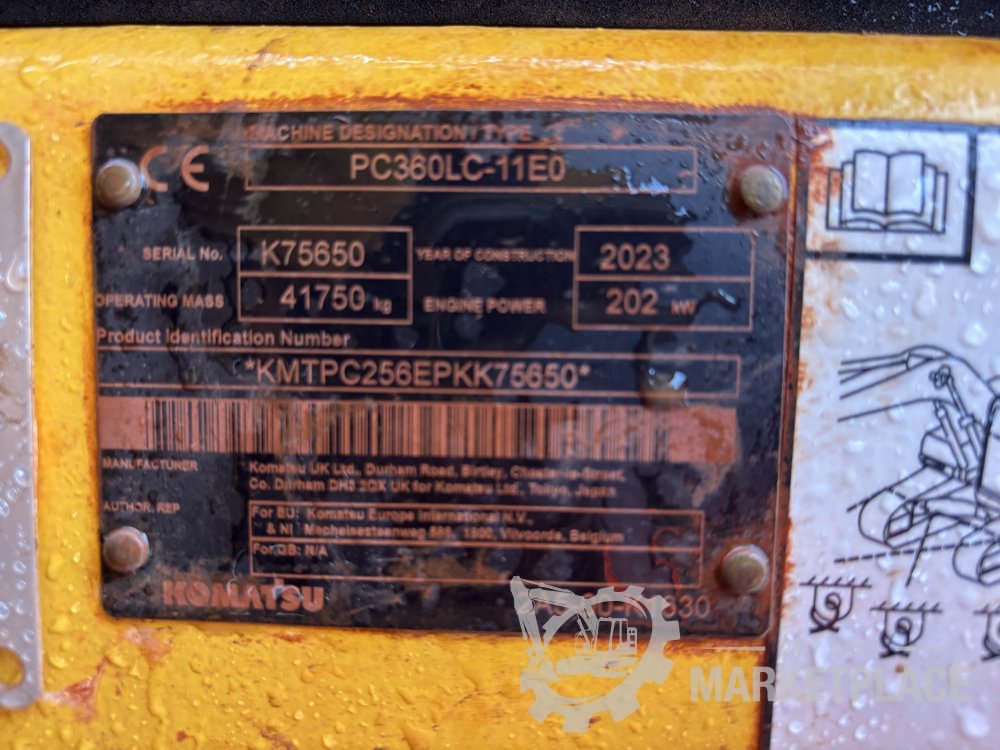 MACHINE DESIGNATION / TYPE
CE PC360LC-11E0
SERIAL No. K75650 YEAR OF CONSTRUCTION 2023
OPERATING MASS 41750 kg ENGINE POWER 202 kW
Product Identification Number
*KMTPC256EPKK75650*
MANUFACTURER Komatsu UK Ltd., Durham Road, Birtley, Chester-le-Street,
Co. Durham DH3 2QX UK for Komatsu Ltd., Tokyo, Japan
AUTHOR. REP For EU: Komatsu Europe International N.V.,
& NI Mechelsesteenweg 586, 1800, Vilvoorde, Belgium
For GB: N/A
KOMATSU
MARKETPLACE